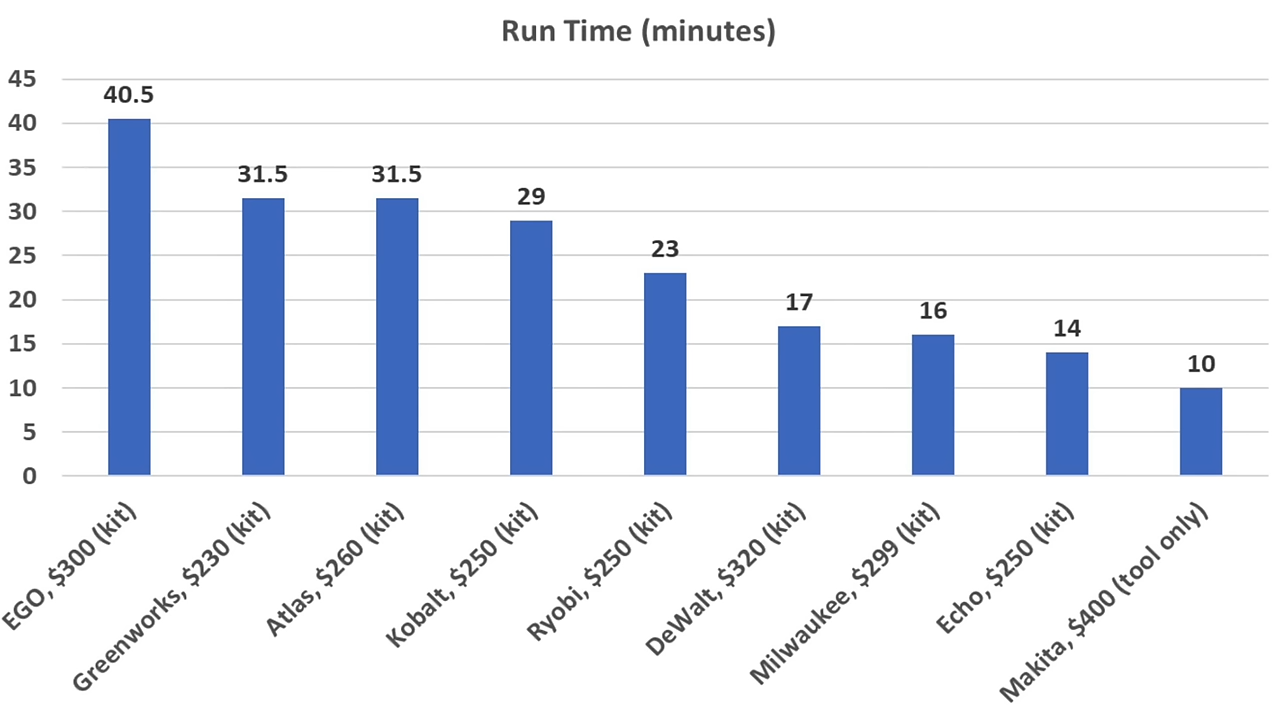 Run Time (minutes)
45
40
35
30
25
20
15
10
5
0
40.5
31.5
31.5
29
23
17
16
14
10
EGO, $300 (kit)
Greenworks, $230 (kit)
Atlas, $260 (kit)
Kobalt, $250 (kit)
Ryobi, $250 (kit)
DeWalt, $320 (kit)
Milwaukee, $299 (kit)
Echo, $250 (kit)
Makita, $400 (tool only)